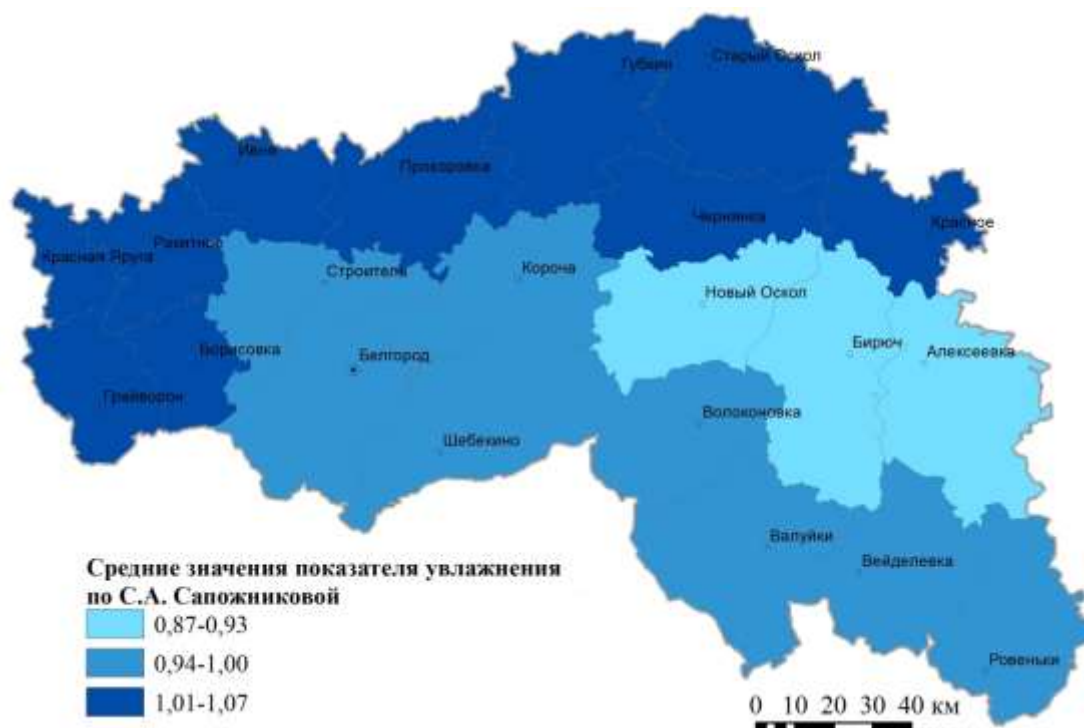 Губкин
Старый Оскол
Ивня
Прохоровка
Чернянка
Красное
Ракитное
Красная Яруга
Строитель
Короча
Новый Оскол
Борисовка
Белгород
Бирюч
Алексеевка
Грайворон
Волоконовка
Шебекино
Валуйки
Вейделевка
Ровеньки
Средние значения показателя увлажнения
по С.А. Сапожниковой
0,87-0,93
0,94-1,00
1,01-1,07
0 10 20 30 40 км